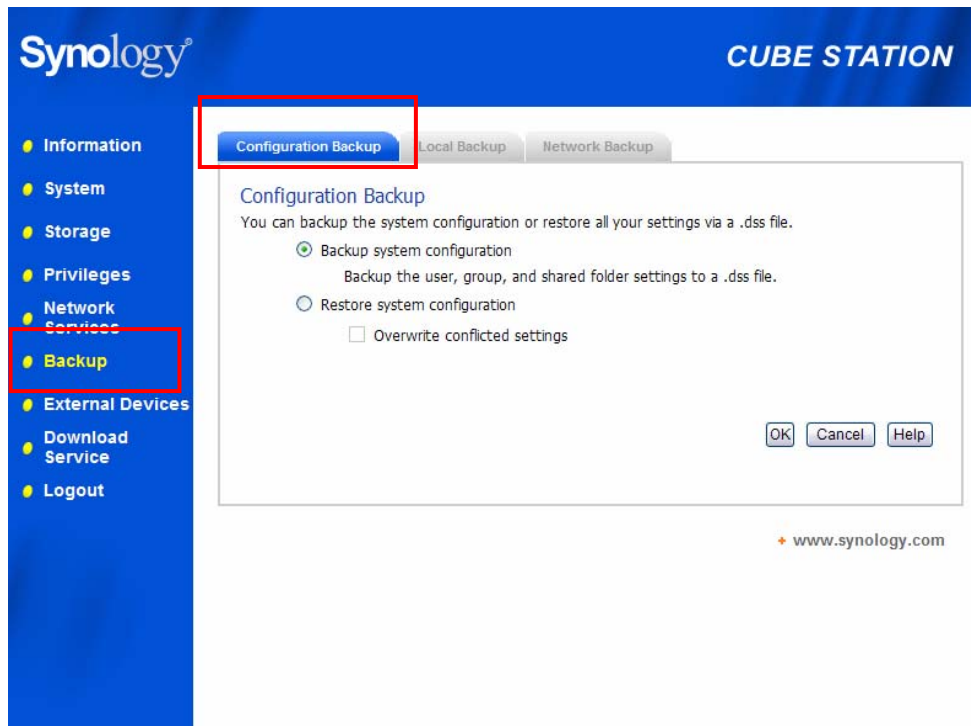 Synology®
CUBE STATION
Information
System
Storage
Privileges
Network
Services
Backup
External Devices
Download
Service
Logout
Configuration Backup
Local Backup
Network Backup
Configuration Backup
You can backup the system configuration or restore all your settings via a .dss file.
Backup system configuration
Backup the user, group, and shared folder settings to a .dss file.
Restore system configuration
Overwrite conflicted settings
OK
Cancel
Help
www.synology.com